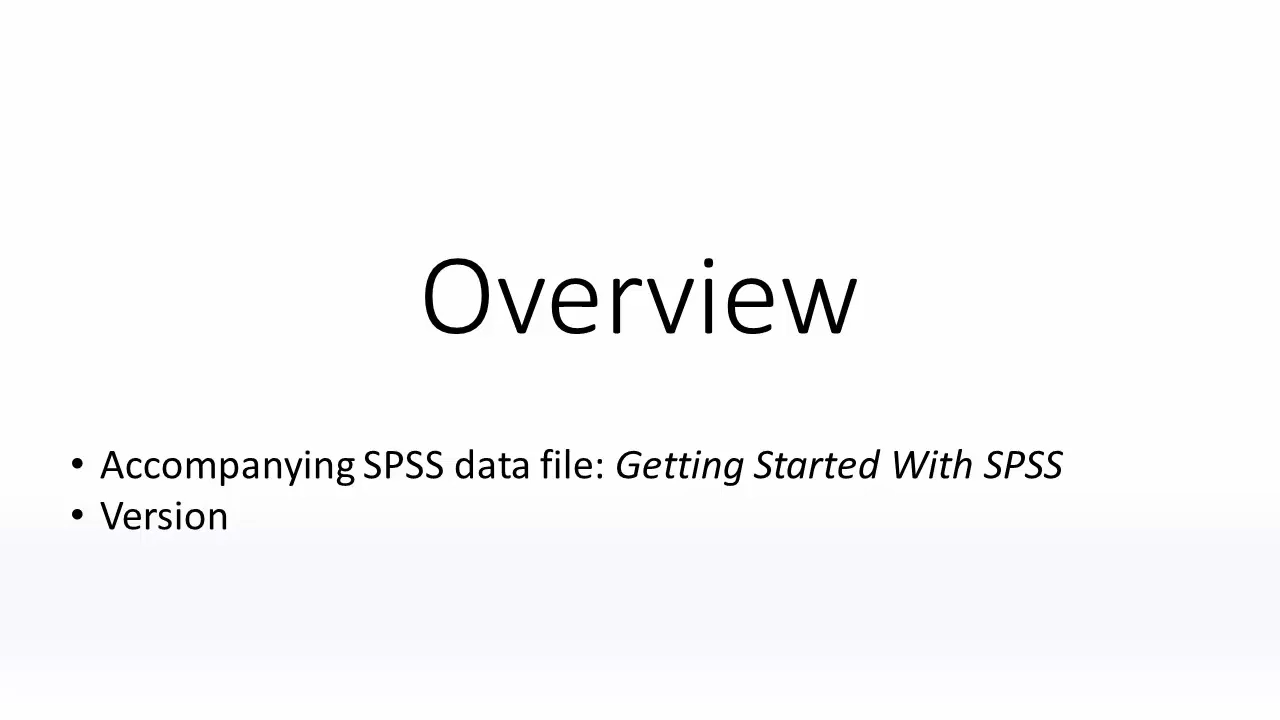 Overview
• Accompanying SPSS data file: Getting Started With SPSS
• Version